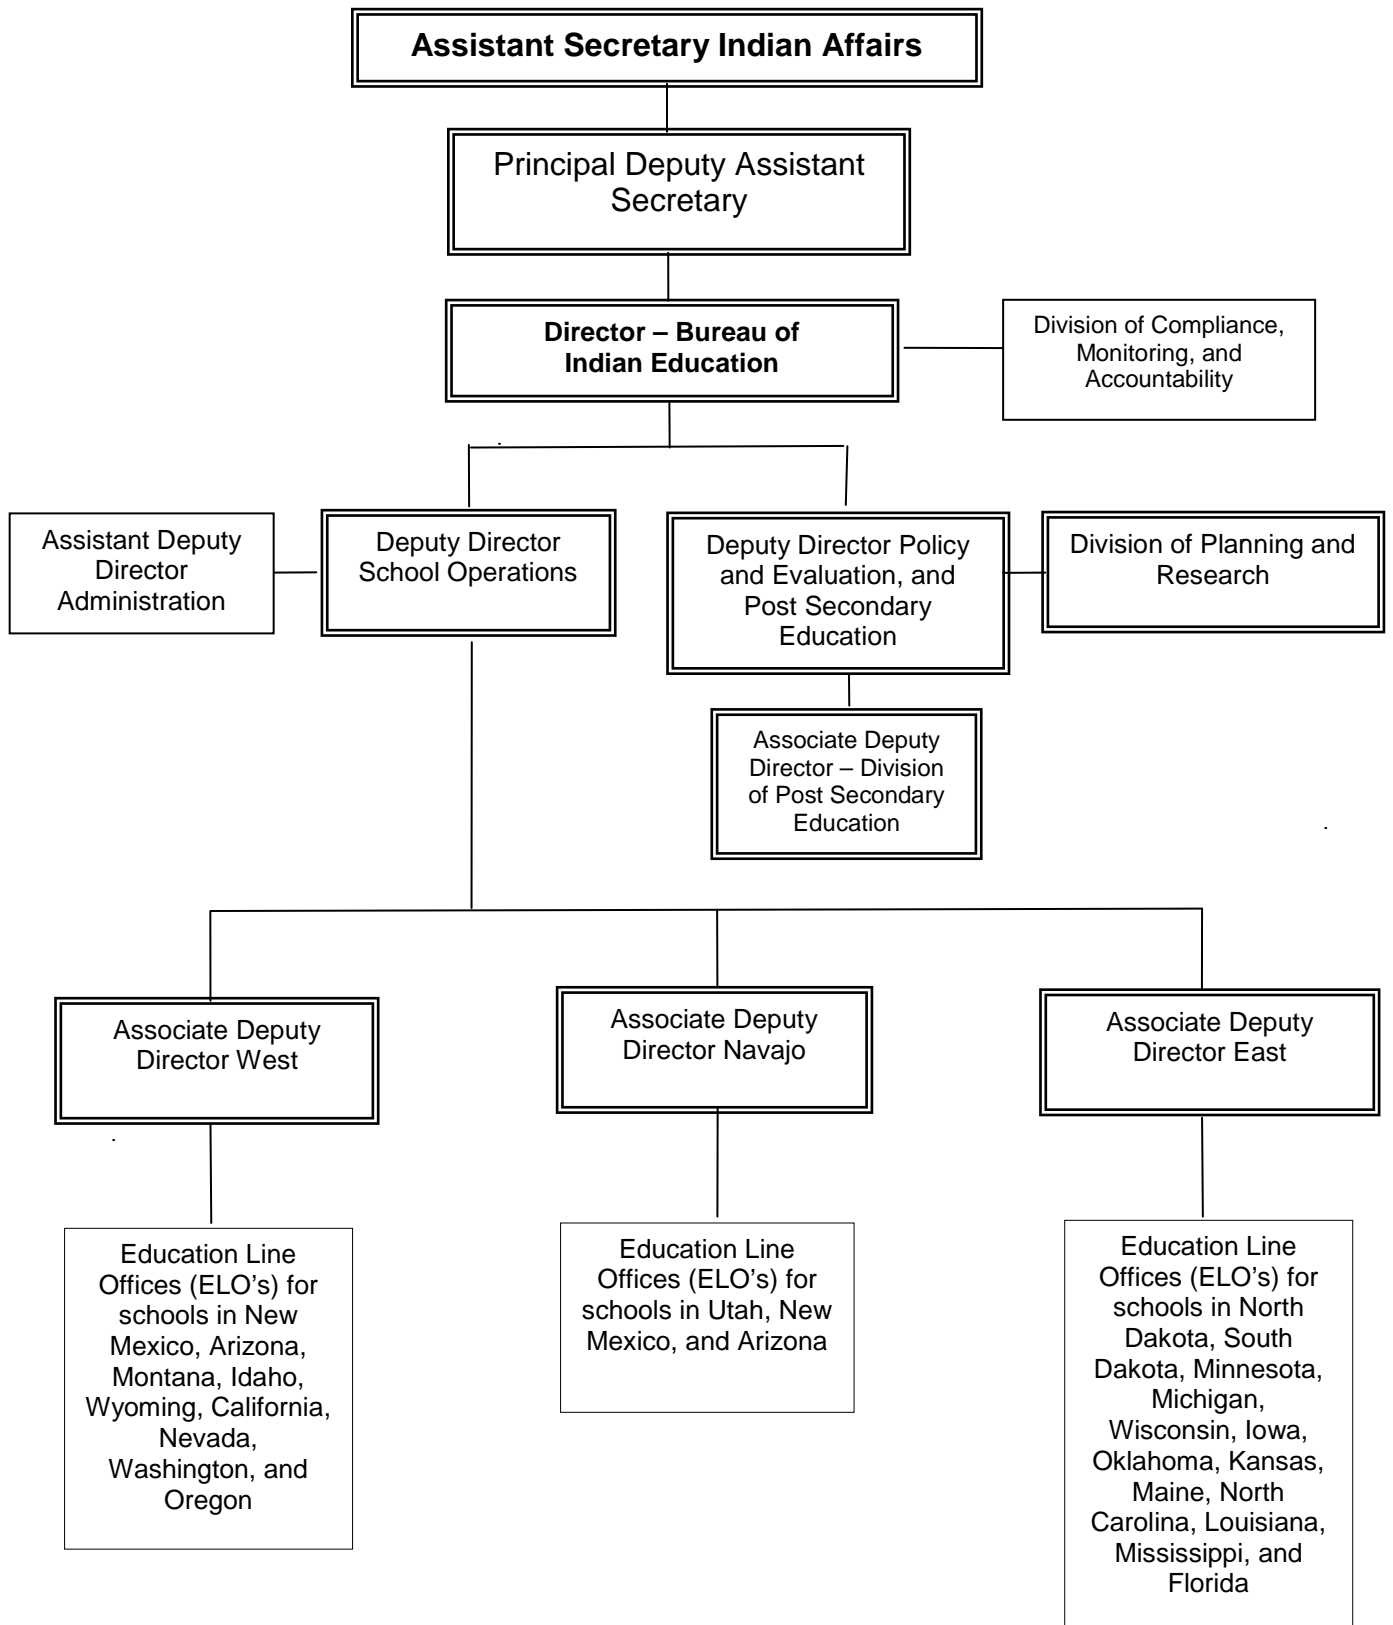 Assistant Secretary Indian Affairs
Principal Deputy Assistant
Secretary
Director – Bureau of
Indian Education
Division of Compliance,
Monitoring, and
Accountability
Assistant Deputy
Director
Administration
Deputy Director
School Operations
Deputy Director Policy
and Evaluation, and
Post Secondary
Education
Division of Planning and
Research
Associate Deputy
Director – Division
of Post Secondary
Education
Associate Deputy
Director West
Associate Deputy
Director Navajo
Associate Deputy
Director East
Education Line
Offices (ELO’s) for
schools in New
Mexico, Arizona,
Montana, Idaho,
Wyoming, California,
Nevada,
Washington, and
Oregon
Education Line
Offices (ELO’s) for
schools in Utah, New
Mexico, and Arizona
Education Line
Offices (ELO’s) for
schools in North
Dakota, South
Dakota, Minnesota,
Michigan,
Wisconsin, Iowa,
Oklahoma, Kansas,
Maine, North
Carolina, Louisiana,
Mississippi, and
Florida